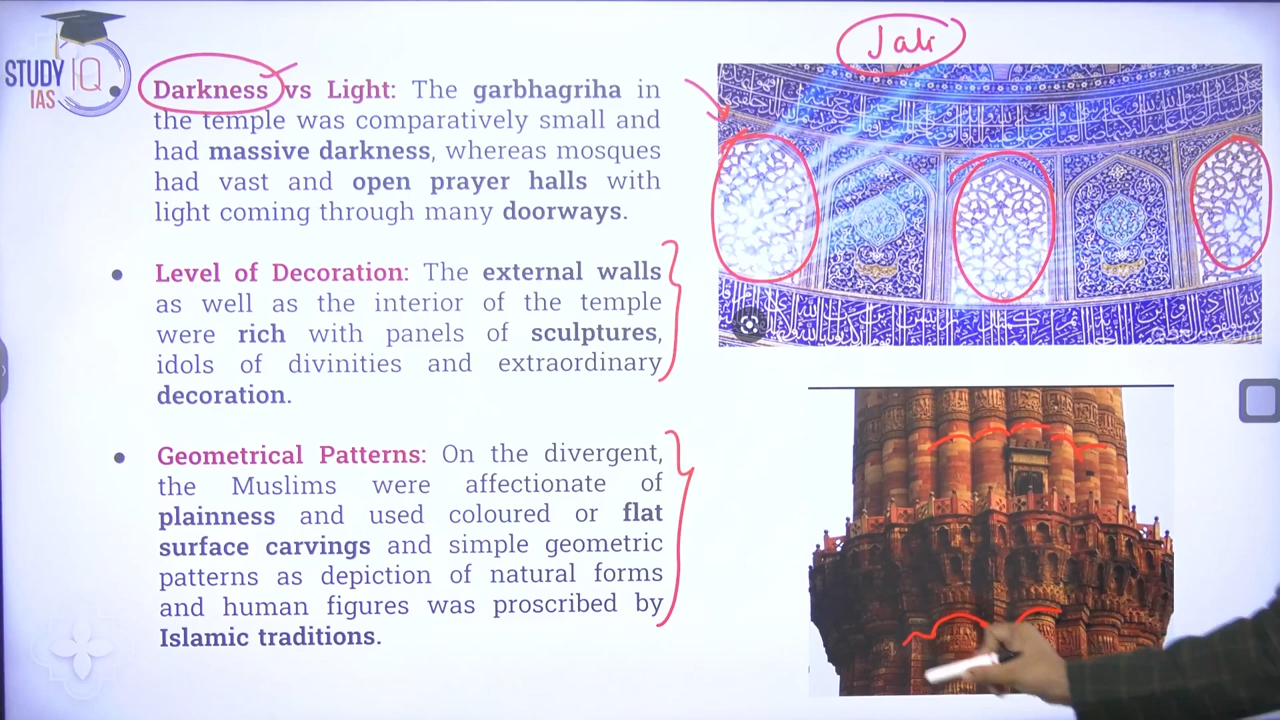 STUDY IQ
IAS
Jali
Darkness vs Light: The garbhagriha in
the temple was comparatively small and
had massive darkness, whereas mosques
had vast and open prayer halls with
light coming through many doorways.
Level of Decoration: The external walls
as well as the interior of the temple
were rich with panels of sculptures,
idols of divinities and extraordinary
decoration.
Geometrical Patterns: On the divergent,
the Muslims were affectionate of
plainness and used coloured or flat
surface carvings and simple geometric
patterns as depiction of natural forms
and human figures was proscribed by
Islamic traditions.